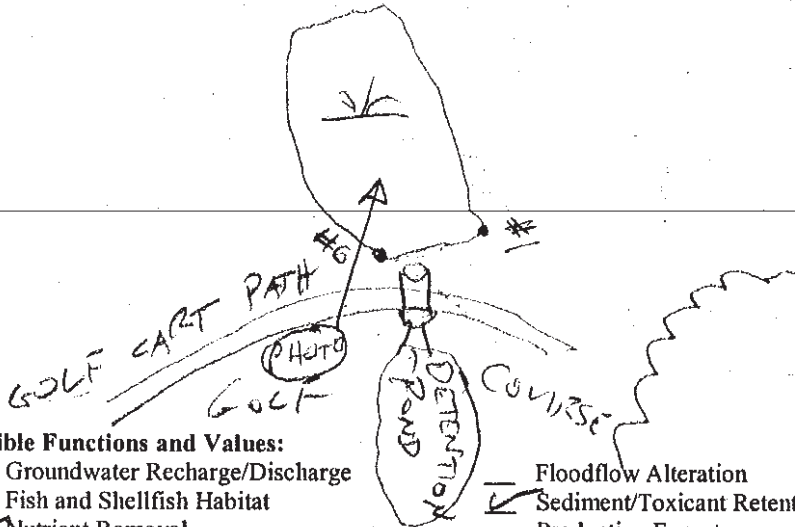 #6
*
GOLF CART PATH
PHOTO
GOLF COURSE
DETENTION
POND
ible Functions and Values:
Groundwater Recharge/Discharge
Floodflow Alteration
Fish and Shellfish Habitat
Sediment/Toxicant Retent
Nutrient Removal